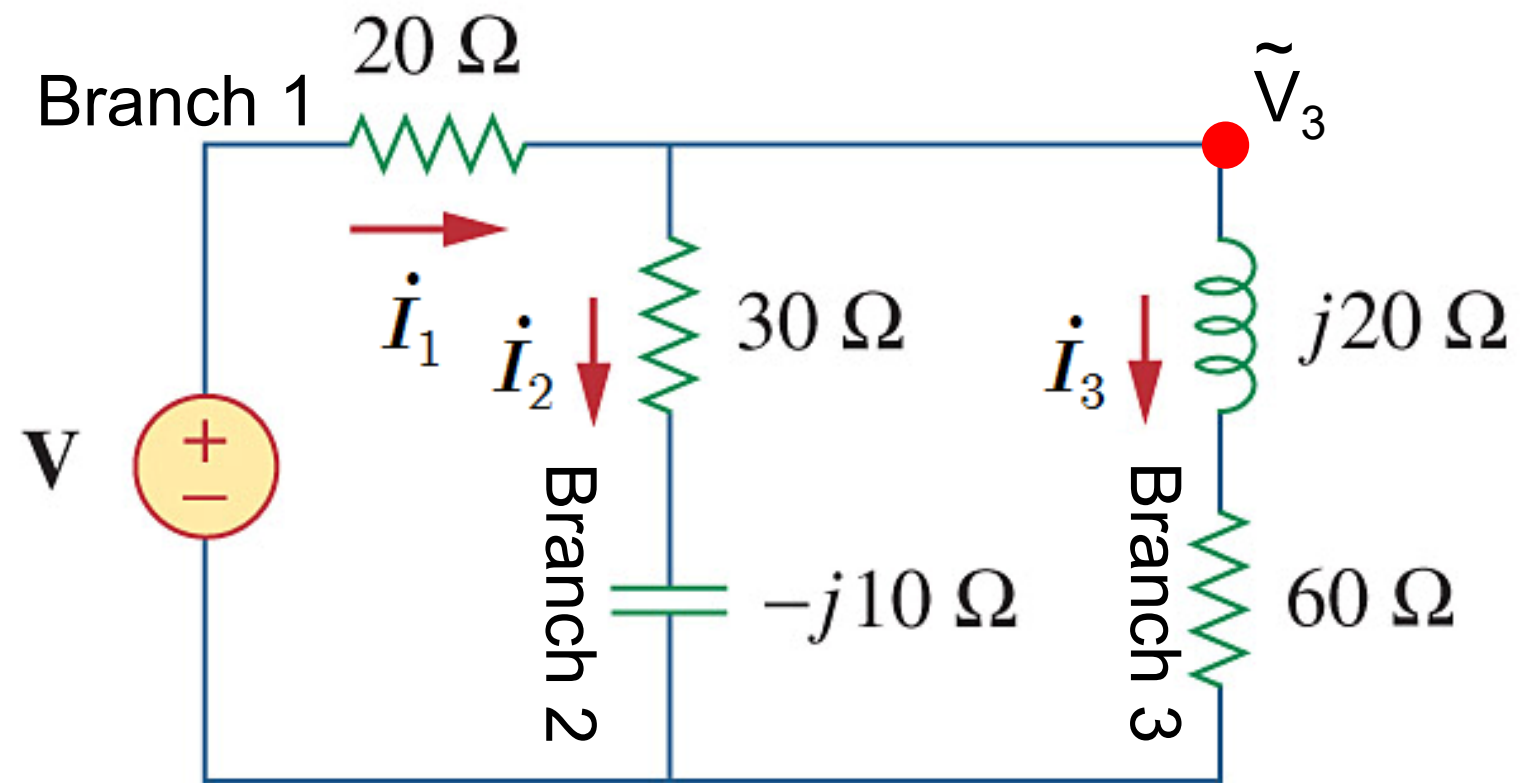 20 Ω
Branch 1
Ṽ₃
İ₁
İ₂
30 Ω
İ₃
j20 Ω
V
+
−
Branch 2
−j10 Ω
Branch 3
60 Ω